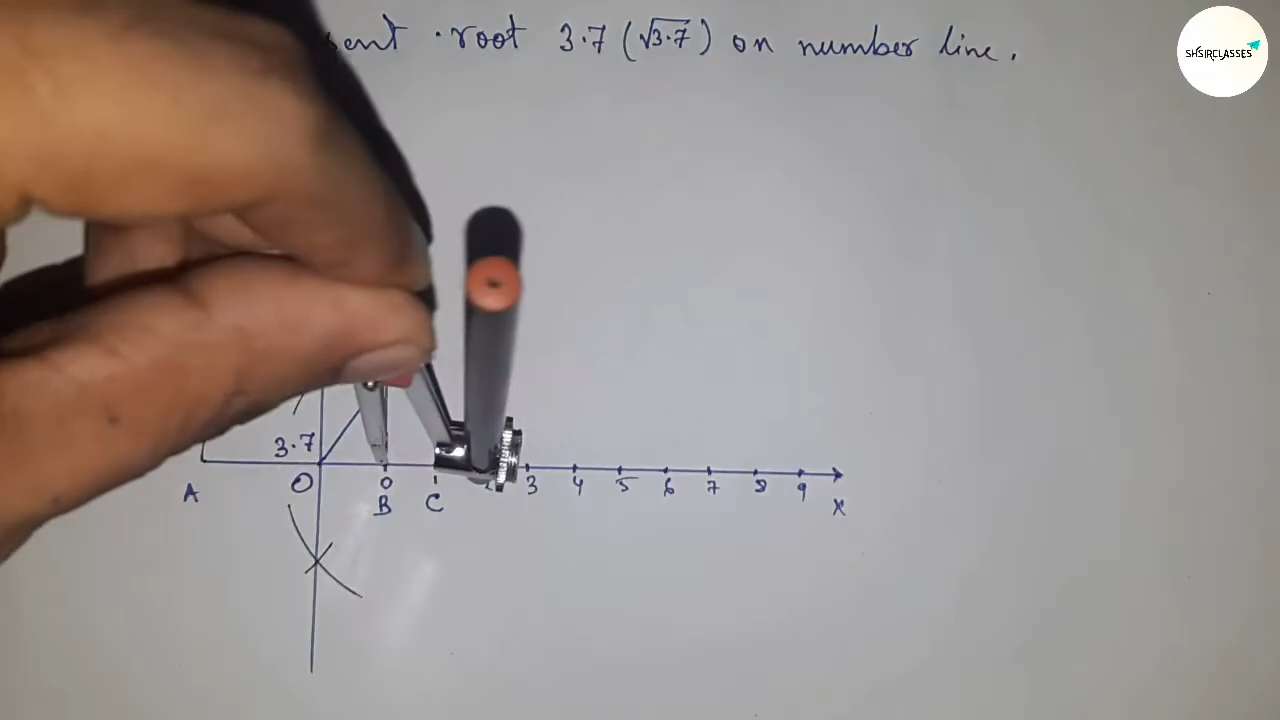 root 3.7 (√3.7) on number line.
SHSIRCLASSES
3.7
A O 0 3 4 5 6 7 8 9
B C X